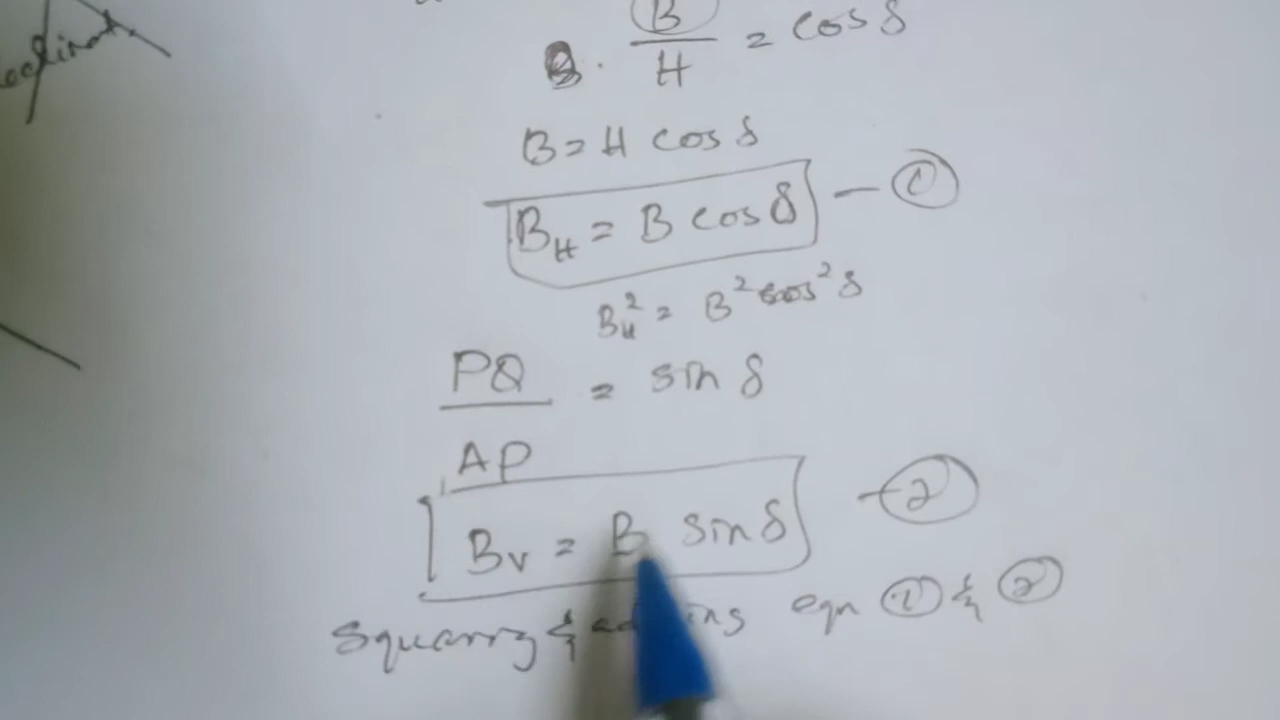 B/H = cos δ
B = H cos δ
B_H = B cos δ — ①
B_H² = B² cos² δ
PQ/AP = sin δ
B_V = B sin δ — ②
eqn ① & ②